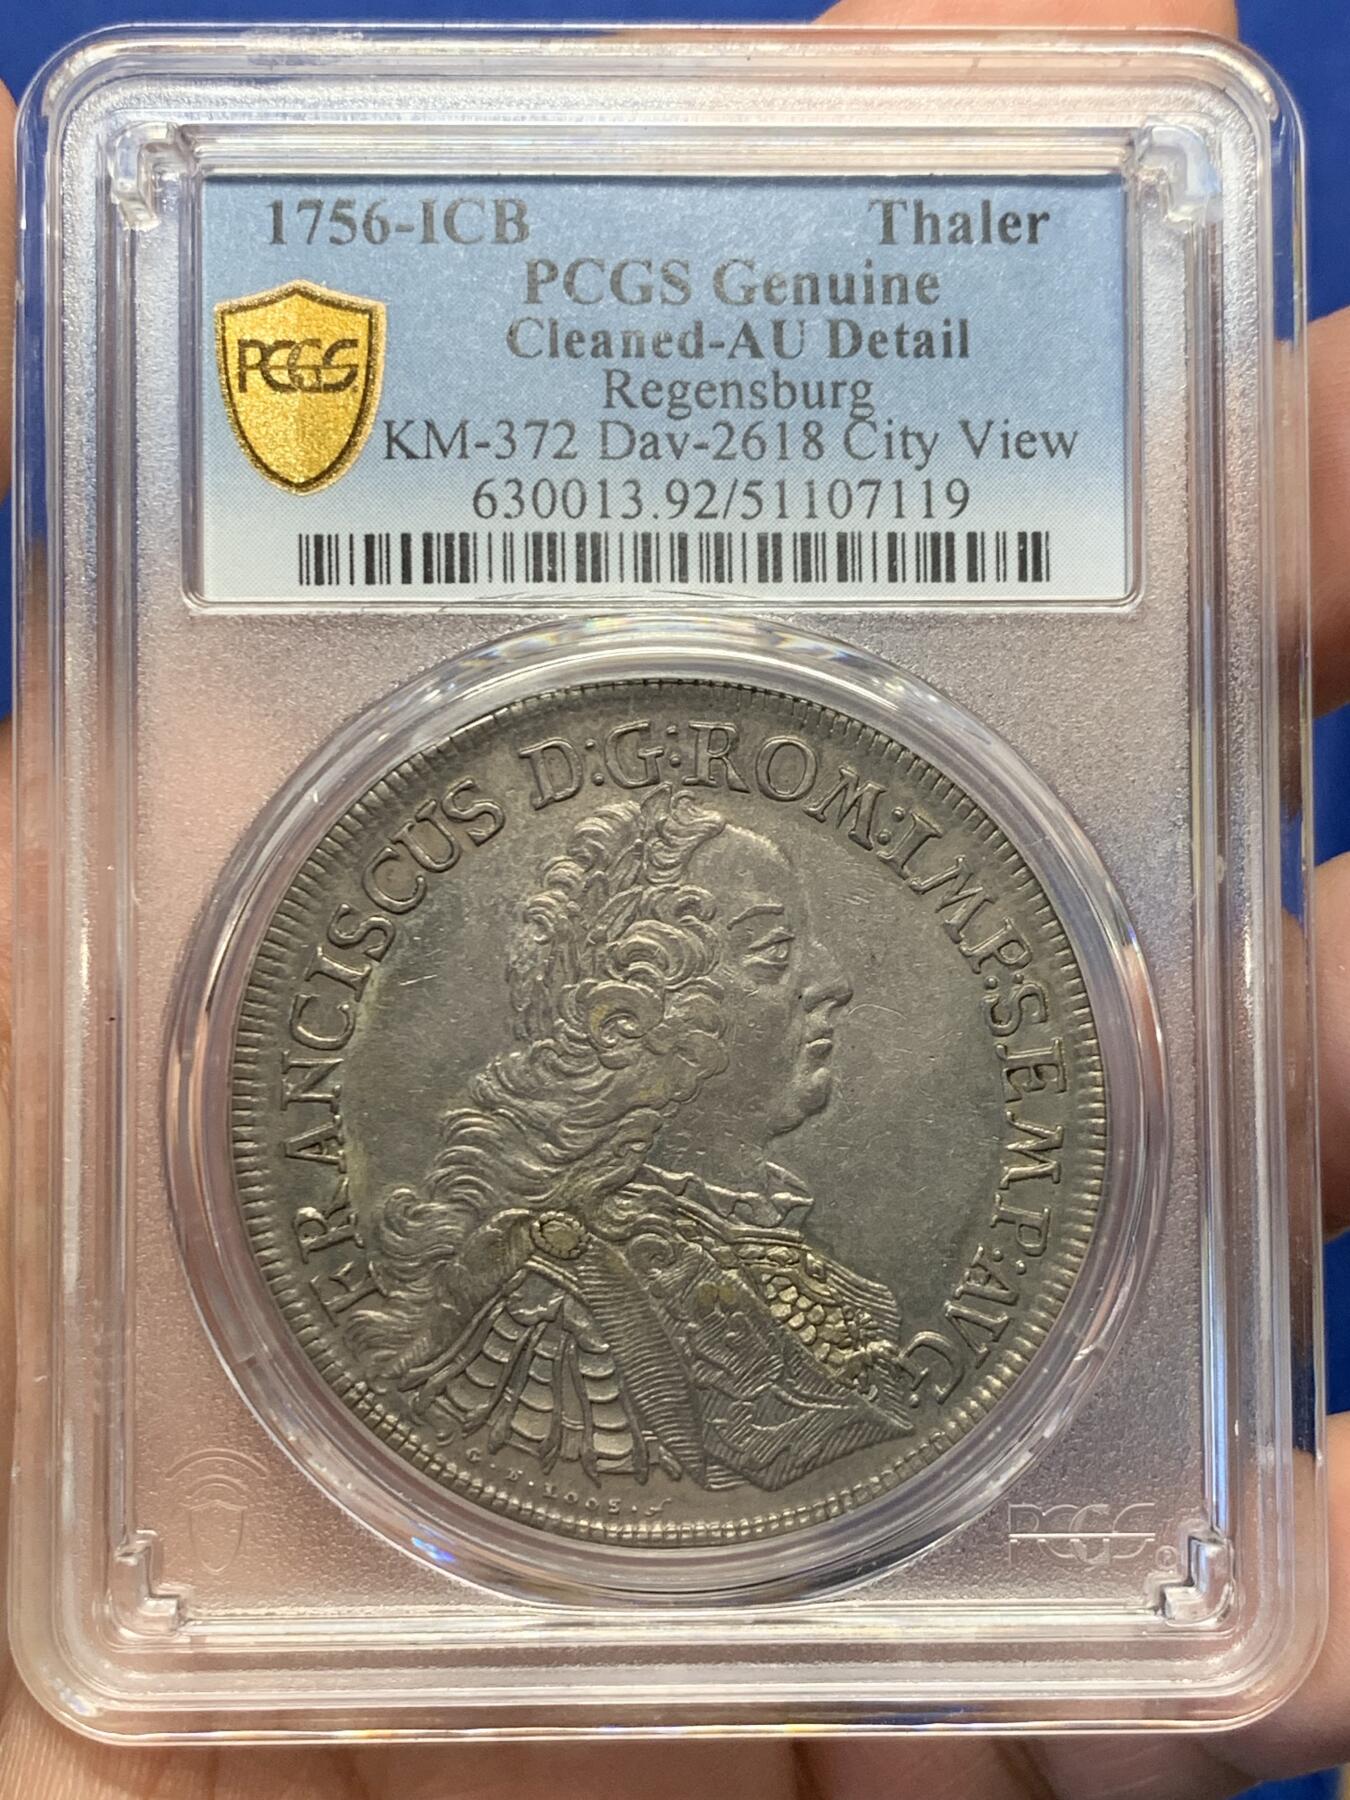 1756-ICB Thaler
PCGS Genuine
Cleaned-AU Detail
PCGS
Regensburg
KM-372 Dav-2618 City View
630013.92/51107119
FRANCISCUS D:G:ROM:IMP:SEMP:AVG:
PCGS